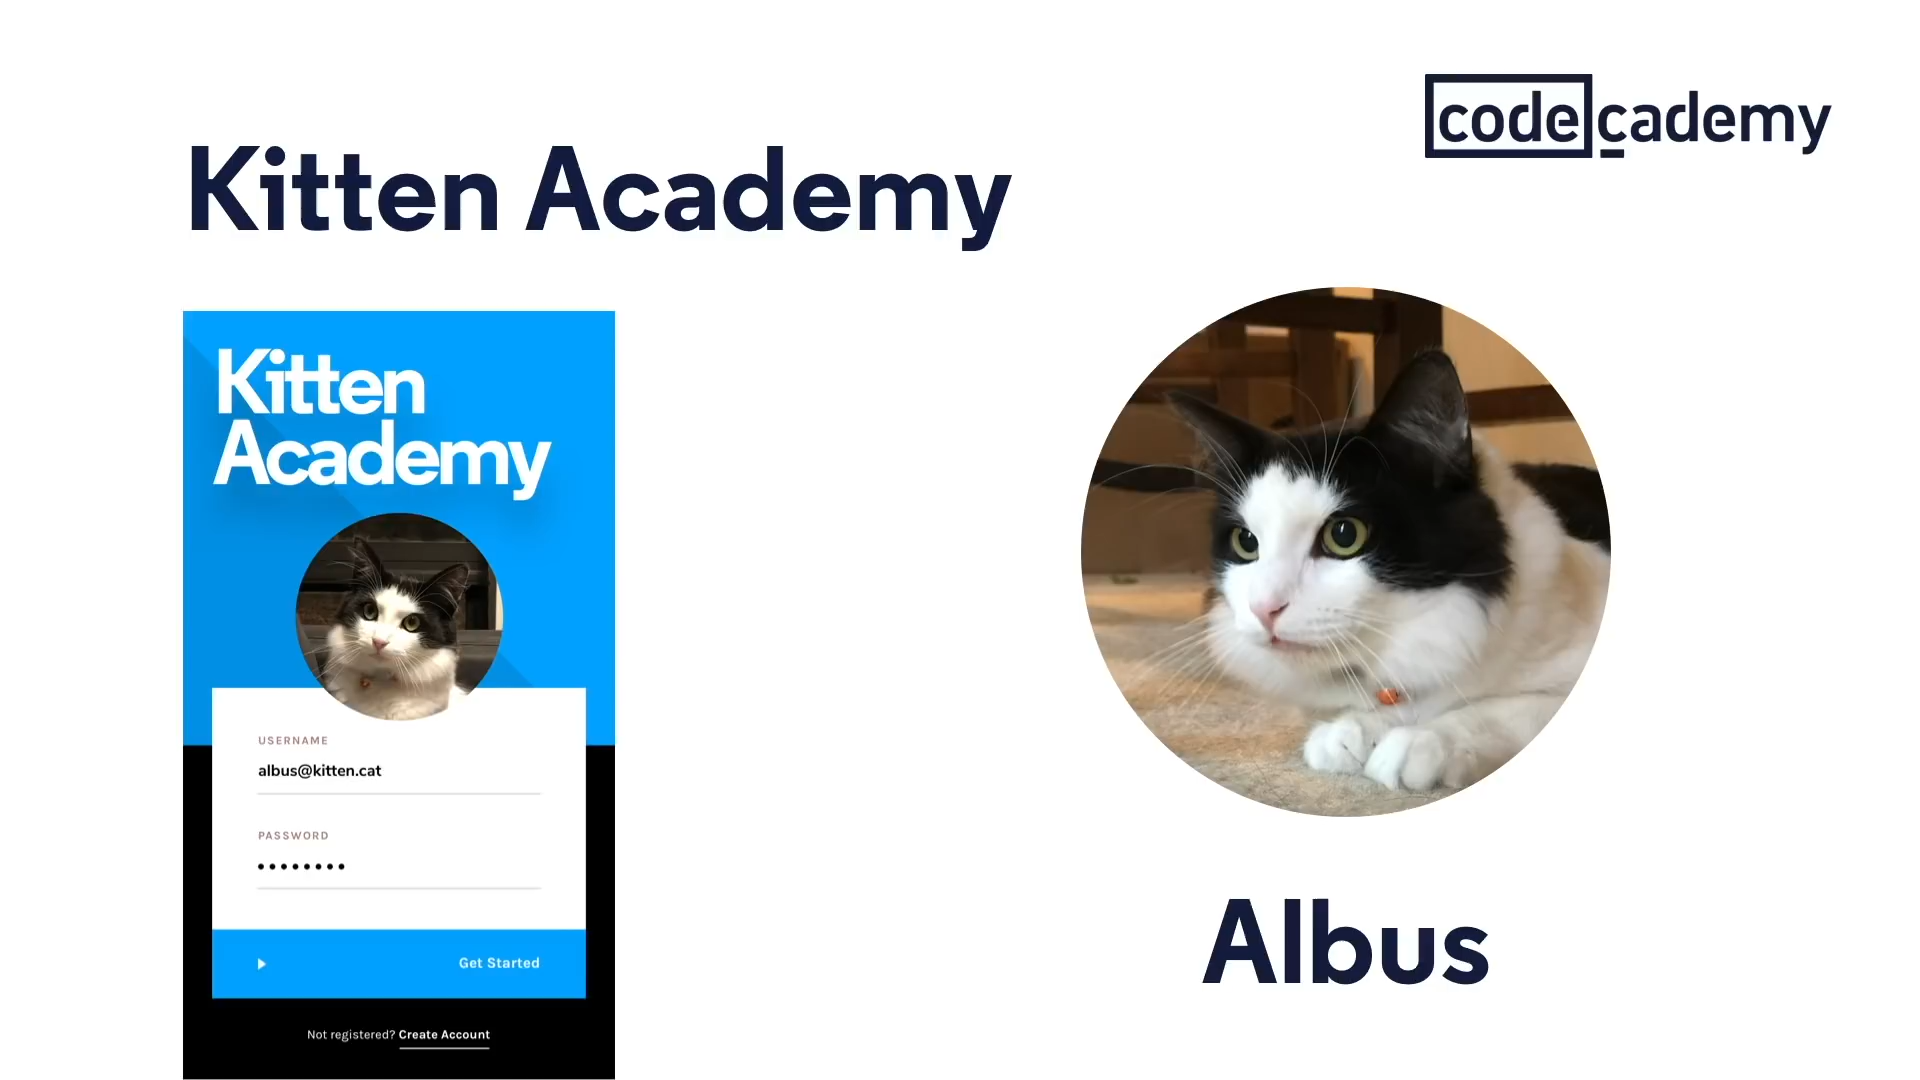 codecademy
Kitten Academy
Kitten
Academy
USERNAME
albus@kitten.cat
PASSWORD
••••••••
Get Started
Not registered? Create Account
Albus